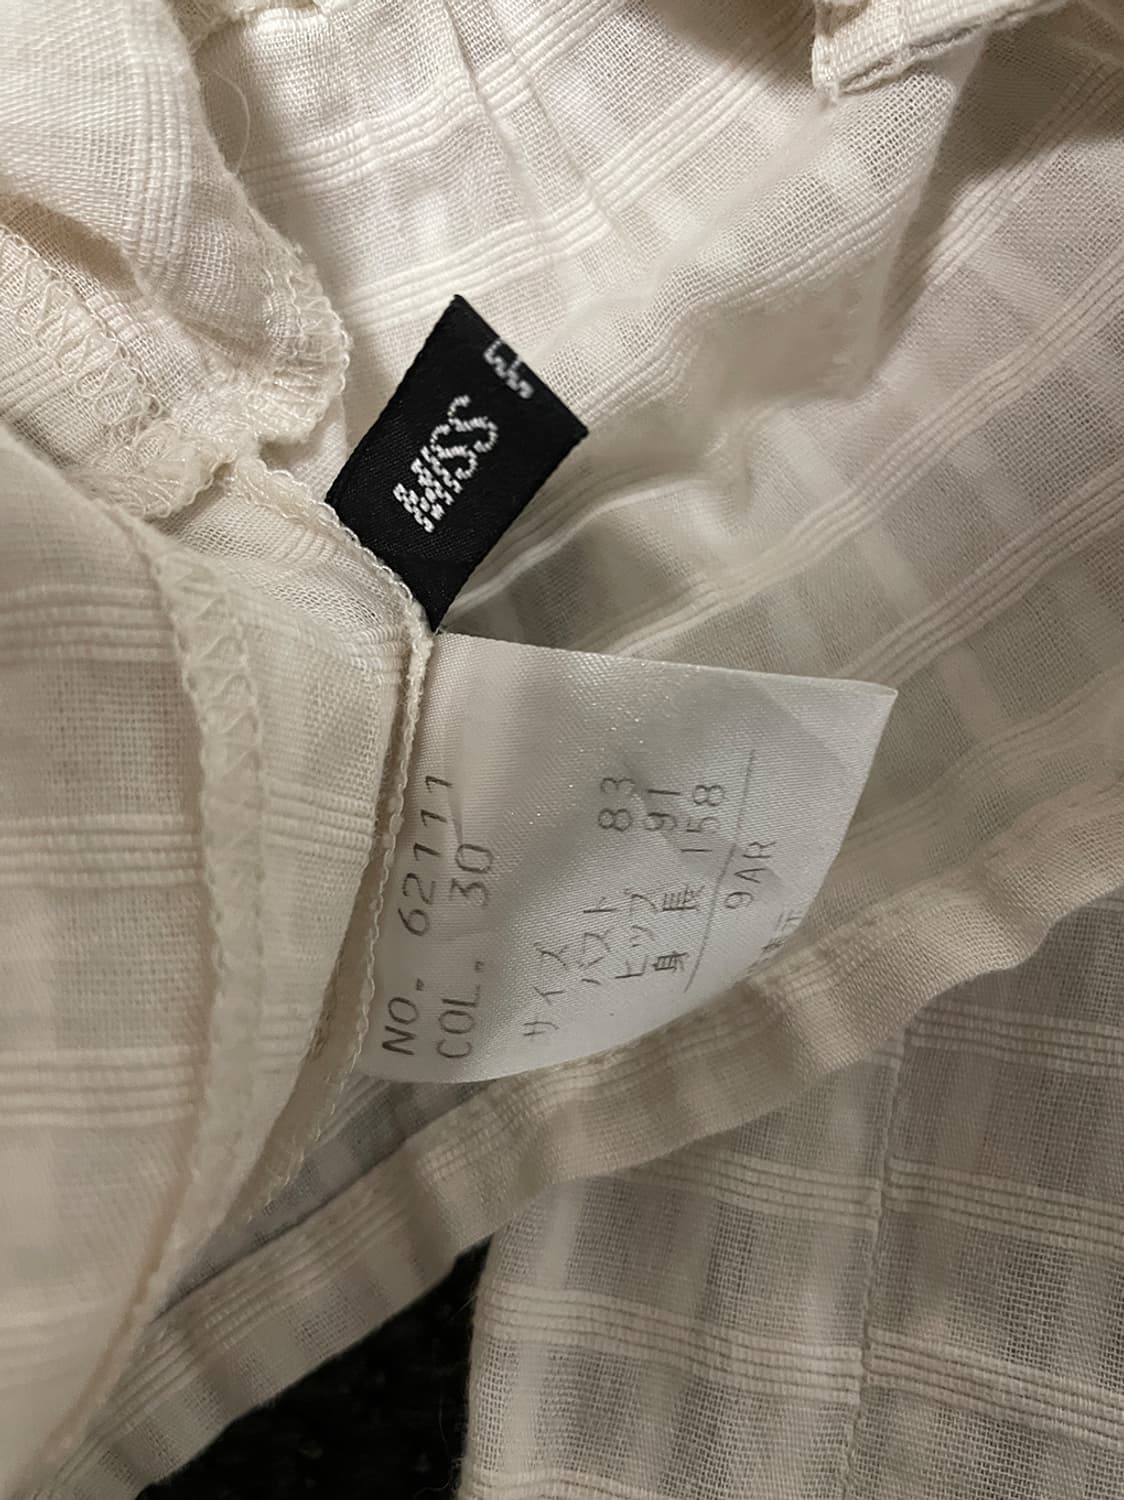 MISS
NO. 62111
COL. 30
サイズ
バスト 83
ヒップ 91
身長 158
9AR